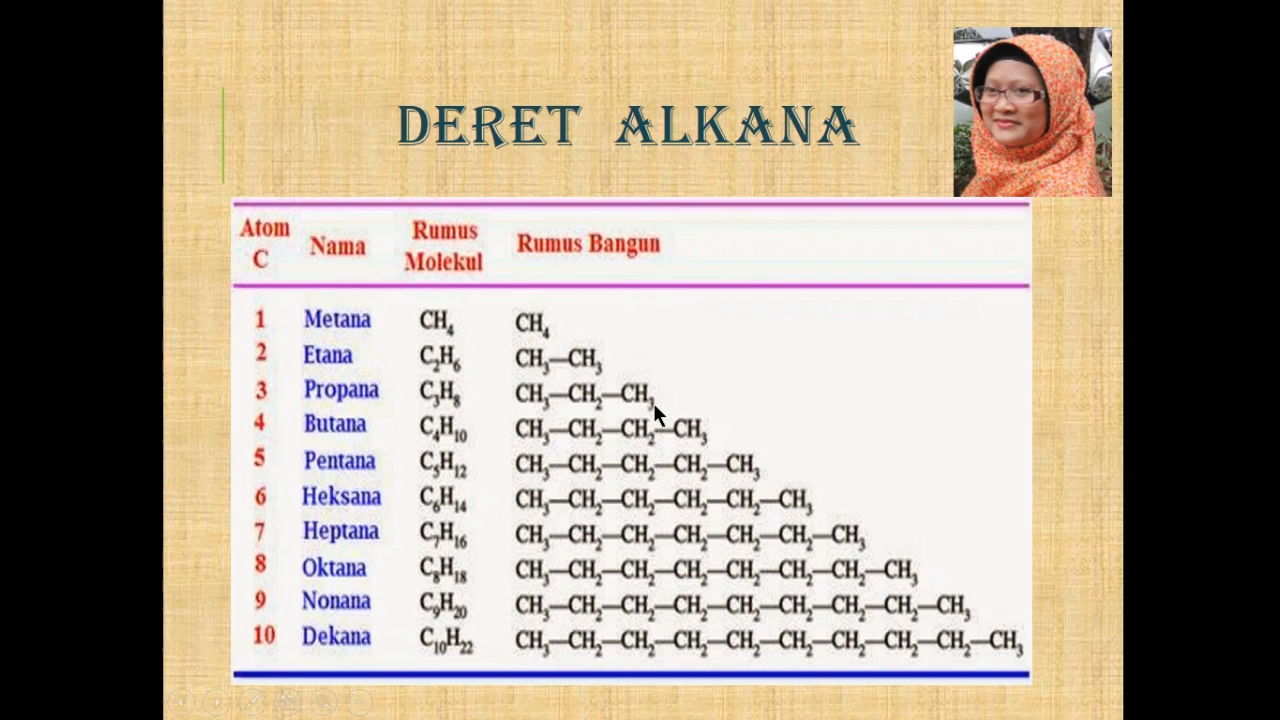 DERET ALKANA
Atom C Nama Rumus Molekul Rumus Bangun
1 Metana CH₄ CH₄
2 Etana C₂H₆ CH₃—CH₃
3 Propana C₃H₈ CH₃—CH₂—CH₃
4 Butana C₄H₁₀ CH₃—CH₂—CH₂—CH₃
5 Pentana C₅H₁₂ CH₃—CH₂—CH₂—CH₂—CH₃
6 Heksana C₆H₁₄ CH₃—CH₂—CH₂—CH₂—CH₂—CH₃
7 Heptana C₇H₁₆ CH₃—CH₂—CH₂—CH₂—CH₂—CH₂—CH₃
8 Oktana C₈H₁₈ CH₃—CH₂—CH₂—CH₂—CH₂—CH₂—CH₂—CH₃
9 Nonana C₉H₂₀ CH₃—CH₂—CH₂—CH₂—CH₂—CH₂—CH₂—CH₂—CH₃
10 Dekana C₁₀H₂₂ CH₃—CH₂—CH₂—CH₂—CH₂—CH₂—CH₂—CH₂—CH₂—CH₃